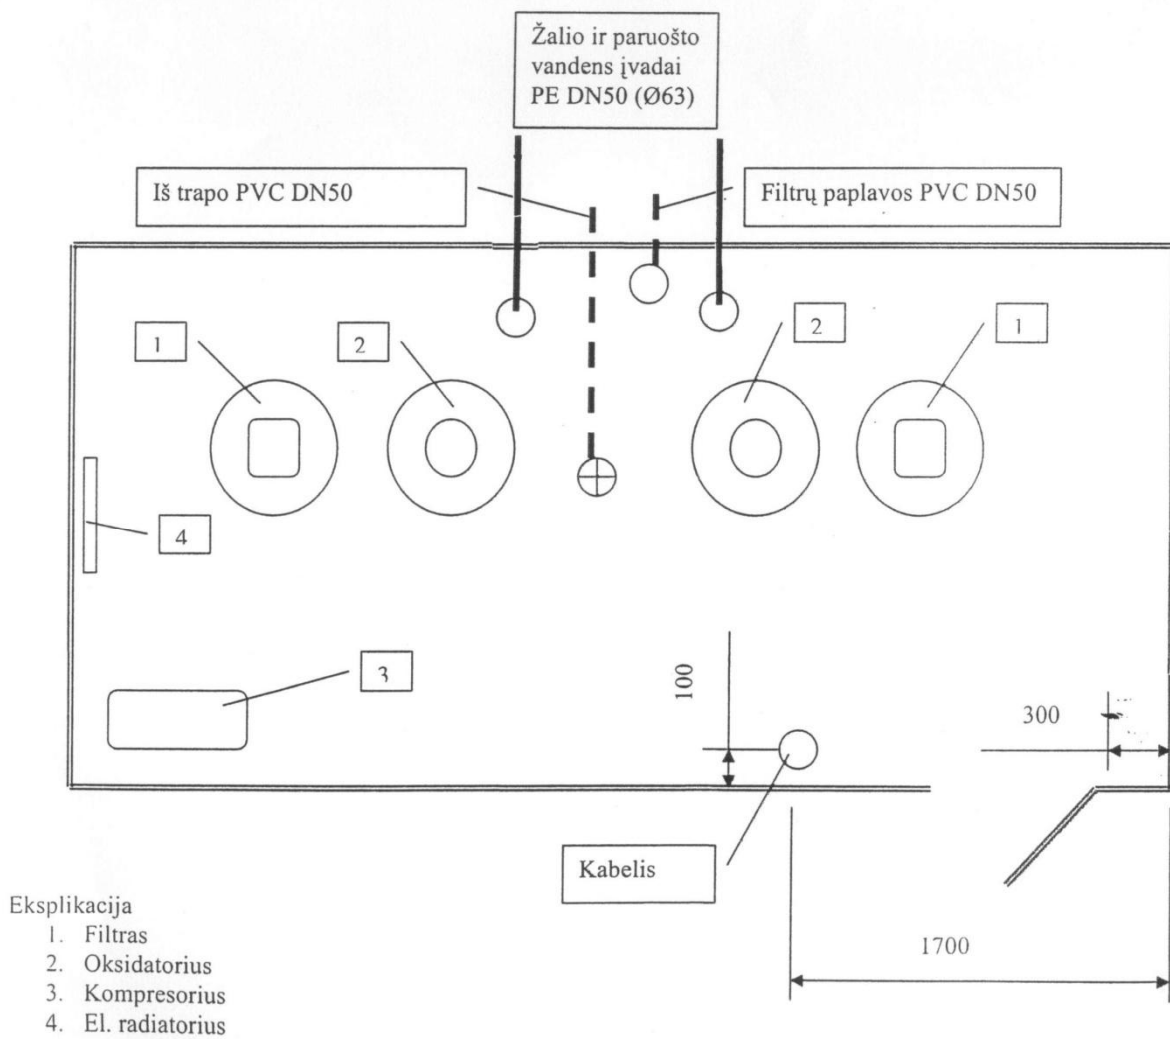 Žalio ir paruošto
vandens įvadai
PE DN50 (Ø63)
Iš trapo PVC DN50
Filtrų paplavos PVC DN50
1
2
2
1
4
3
100
300
Kabelis
1700
Eksplikacija
1. Filtras
2. Oksidatorius
3. Kompresorius
4. El. radiatorius